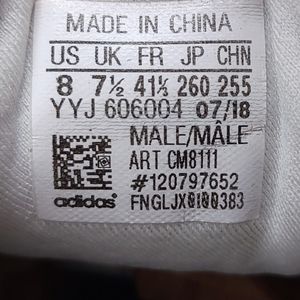 MADE IN CHINA
US UK FR JP CHN
8 7½ 41⅓ 260 255
YYJ 606004 07/18
MALE/MÂLE
ART CM8111
#120797652
adidas FNGLJX0100383